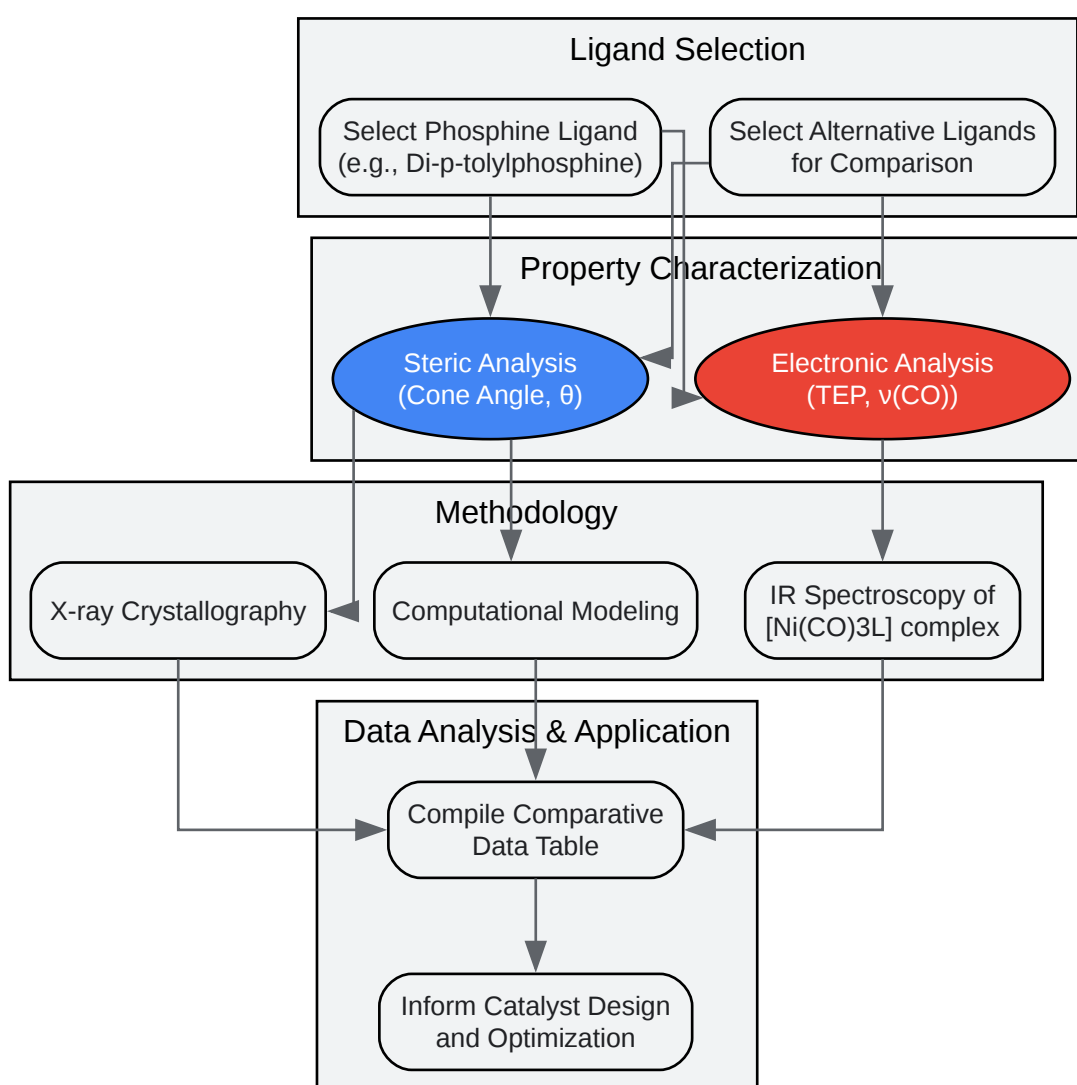 Ligand Selection
Select Phosphine Ligand
(e.g., Di-p-tolylphosphine)
Select Alternative Ligands
for Comparison
Property Characterization
Steric Analysis
(Cone Angle, θ)
Electronic Analysis
(TEP, ν(CO))
Methodology
X-ray Crystallography
Computational Modeling
IR Spectroscopy of
[Ni(CO)3L] complex
Data Analysis & Application
Compile Comparative
Data Table
Inform Catalyst Design
and Optimization